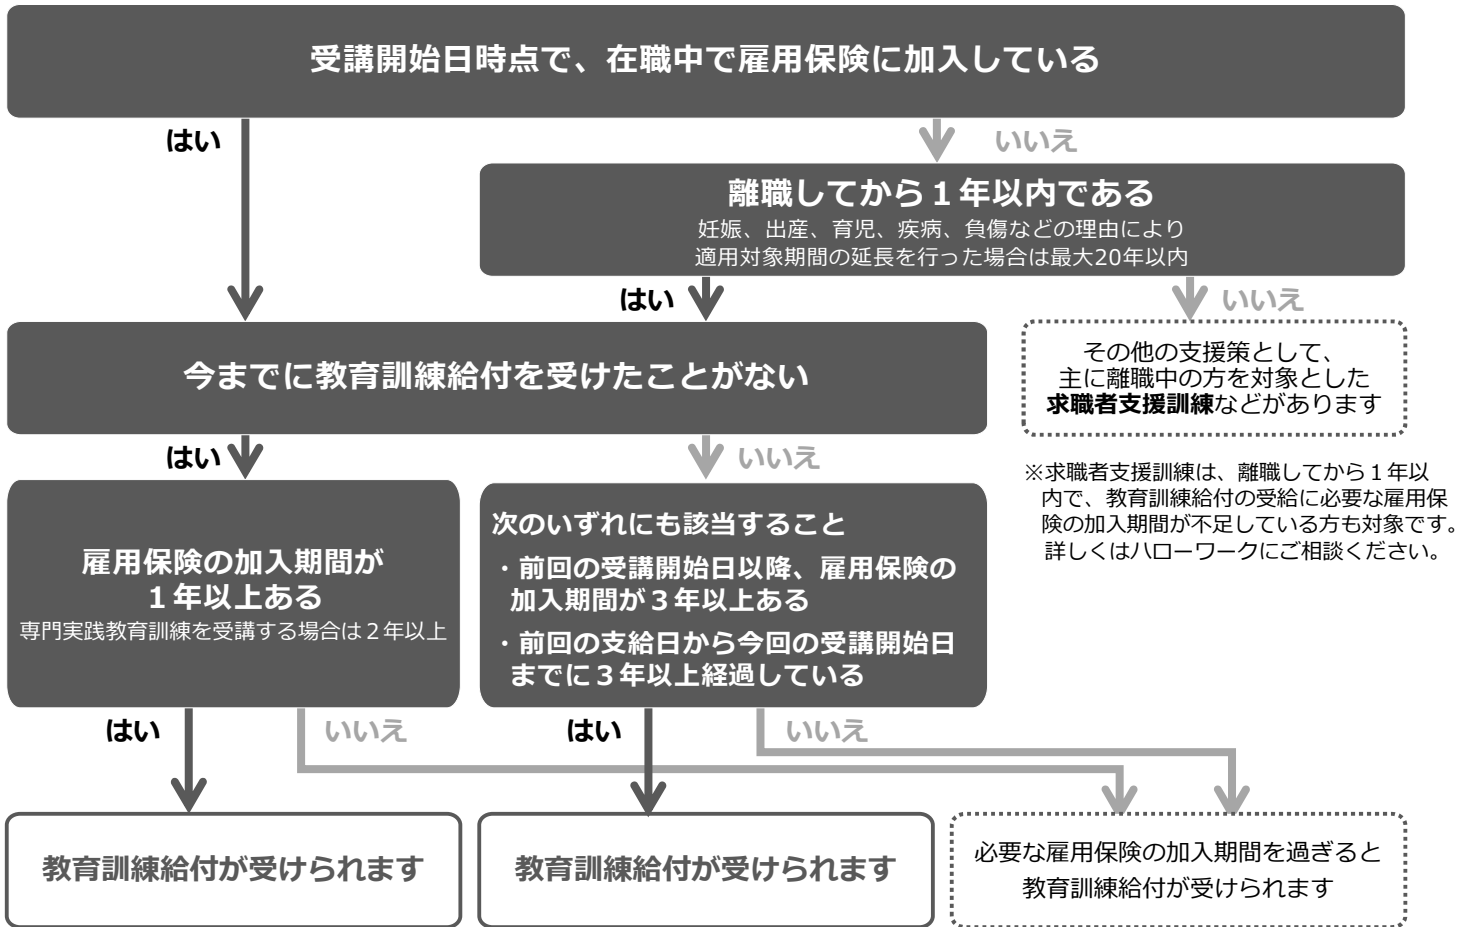 受講開始日時点で、在職中で雇用保険に加入している
はい
いいえ
離職してから１年以内である
妊娠、出産、育児、疾病、負傷などの理由により
適用対象期間の延長を行った場合は最大20年以内
はい
いいえ
今までに教育訓練給付を受けたことがない
その他の支援策として、
主に離職中の方を対象とした
求職者支援訓練などがあります
※求職者支援訓練は、離職してから１年以
内で、教育訓練給付の受給に必要な雇用保
険の加入期間が不足している方も対象です。
詳しくはハローワークにご相談ください。
はい
いいえ
雇用保険の加入期間が
１年以上ある
専門実践教育訓練を受講する場合は２年以上
次のいずれにも該当すること
・前回の受講開始日以降、雇用保険の
加入期間が３年以上ある
・前回の支給日から今回の受講開始日
までに３年以上経過している
はい
いいえ
はい
いいえ
教育訓練給付が受けられます
教育訓練給付が受けられます
必要な雇用保険の加入期間を過ぎると
教育訓練給付が受けられます